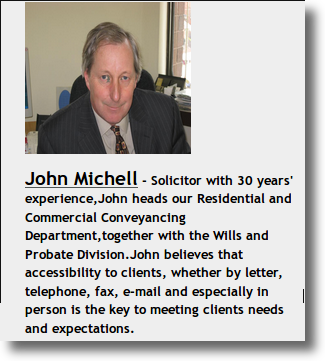 John Michell - Solicitor with 30 years'
experience,John heads our Residential and
Commercial Conveyancing
Department,together with the Wills and
Probate Division.John believes that
accessibility to clients, whether by letter,
telephone, fax, e-mail and especially in
person is the key to meeting clients needs
and expectations.